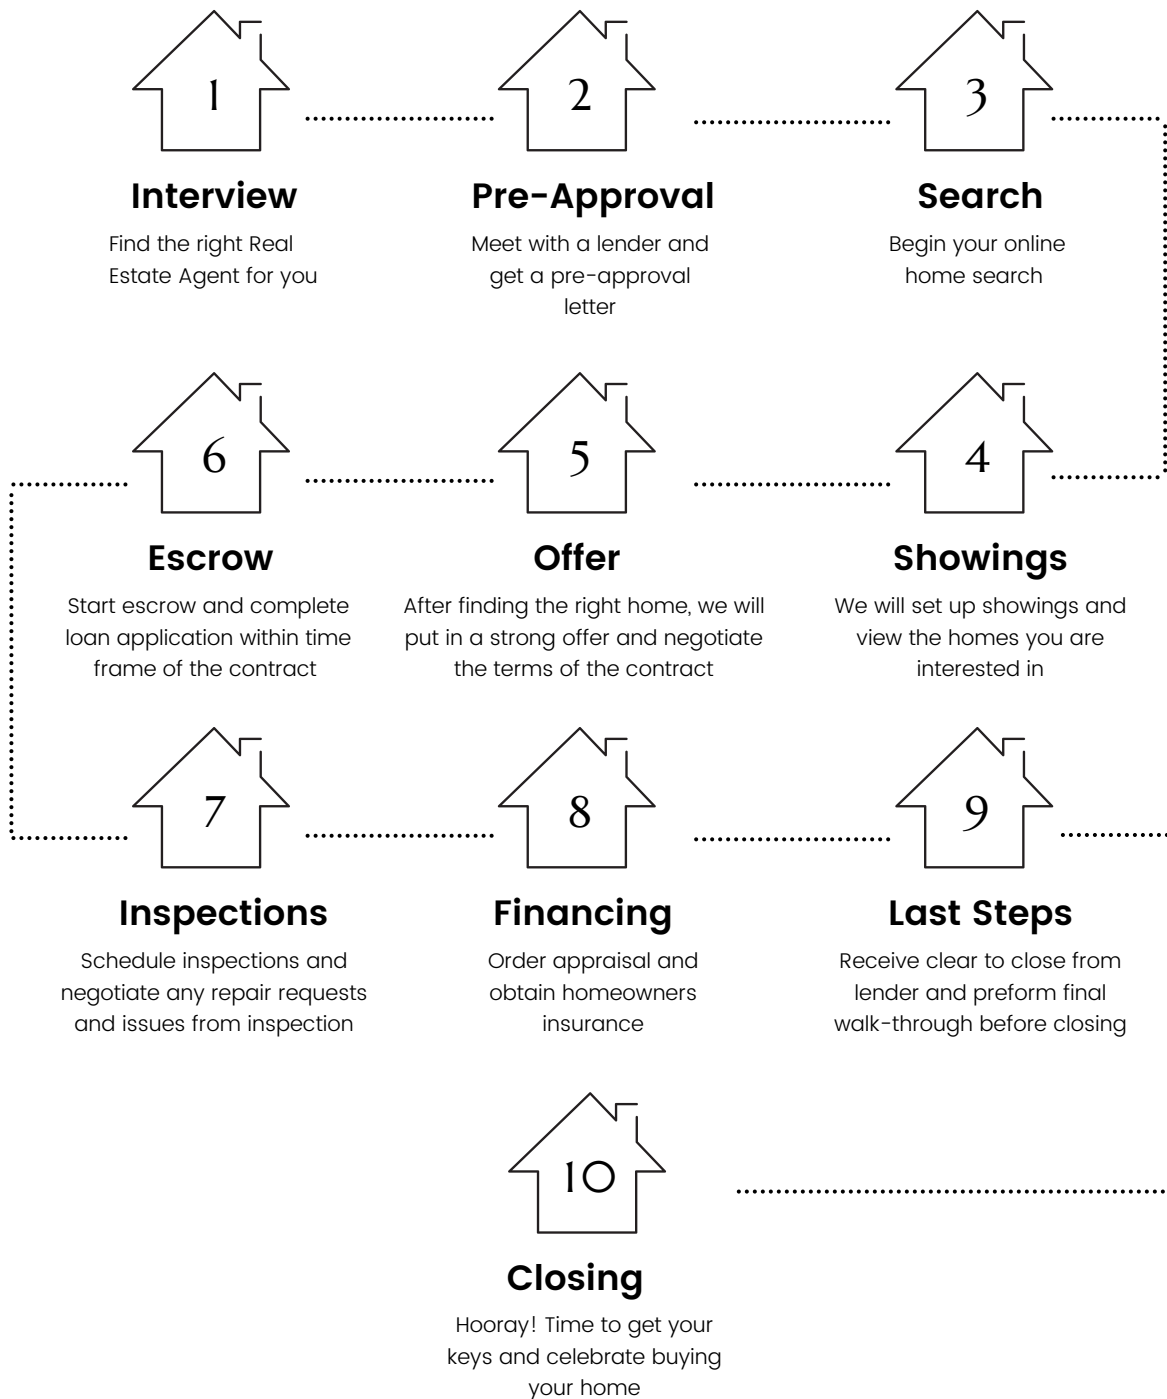 1
Interview
Find the right Real
Estate Agent for you
2
Pre-Approval
Meet with a lender and
get a pre-approval
letter
3
Search
Begin your online
home search
4
Showings
We will set up showings and
view the homes you are
interested in
5
Offer
After finding the right home, we will
put in a strong offer and negotiate
the terms of the contract
6
Escrow
Start escrow and complete
loan application within time
frame of the contract
7
Inspections
Schedule inspections and
negotiate any repair requests
and issues from inspection
8
Financing
Order appraisal and
obtain homeowners
insurance
9
Last Steps
Receive clear to close from
lender and preform final
walk-through before closing
10
Closing
Hooray! Time to get your
keys and celebrate buying
your home